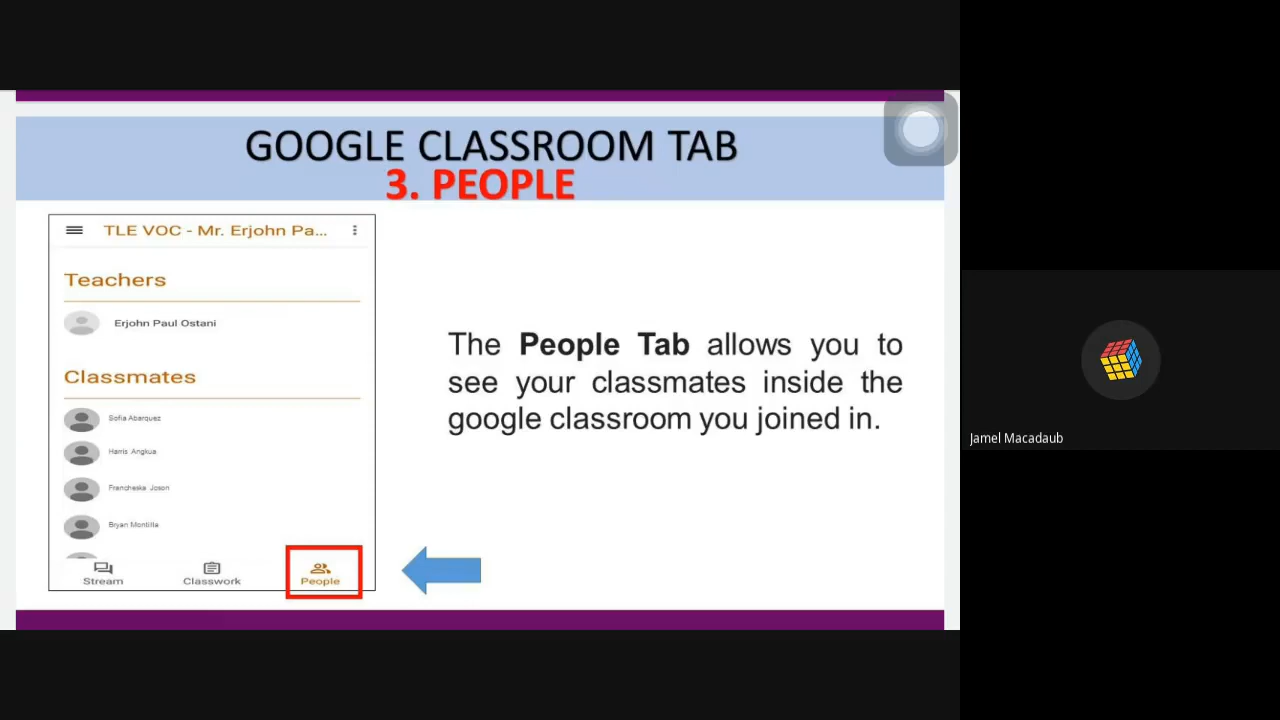 GOOGLE CLASSROOM TAB
3. PEOPLE
TLE VOC - Mr. Erjohn Pa...
Teachers
Erjohn Paul Ostani
Classmates
Sofia Abarquez
Harris Angkua
Francheska Joson
Bryan Montilla
Stream
Classwork
People
The People Tab allows you to
see your classmates inside the
google classroom you joined in.
Jamel Macadaub